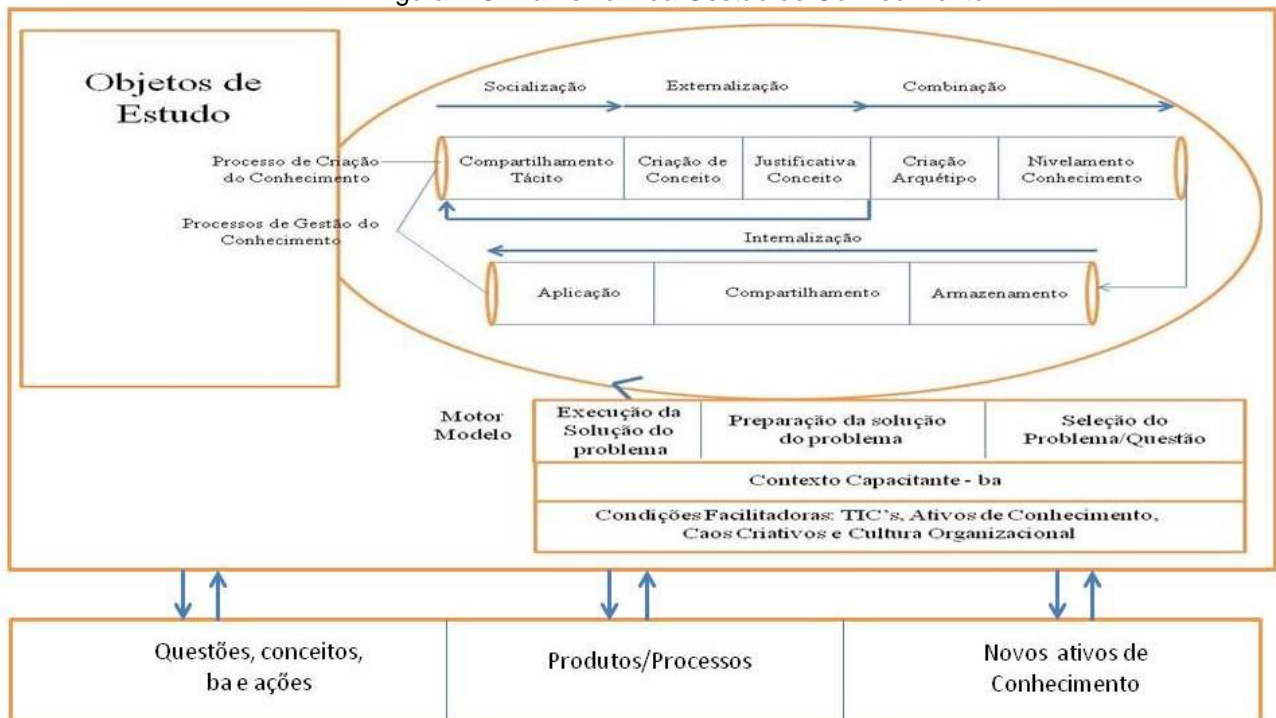 Objetos de
Estudo
Socialização
Externalização
Combinação
Processo de Criação
do Conhecimento
Compartilhamento
Tácito
Criação de
Conceito
Justificativa
Conceito
Criação
Arquétipo
Nivelamento
Conhecimento
Processos de Gestão do
Conhecimento
Internalização
Aplicação
Compartilhamento
Armazenamento
Motor
Modelo
Execução da
Solução do
problema
Preparação da solução
do problema
Seleção do
Problema/Questão
Contexto Capacitante - ba
Condições Facilitadoras: TIC's, Ativos de Conhecimento,
Caos Criativos e Cultura Organizacional
Questões, conceitos,
ba e ações
Produtos/Processos
Novos ativos de
Conhecimento